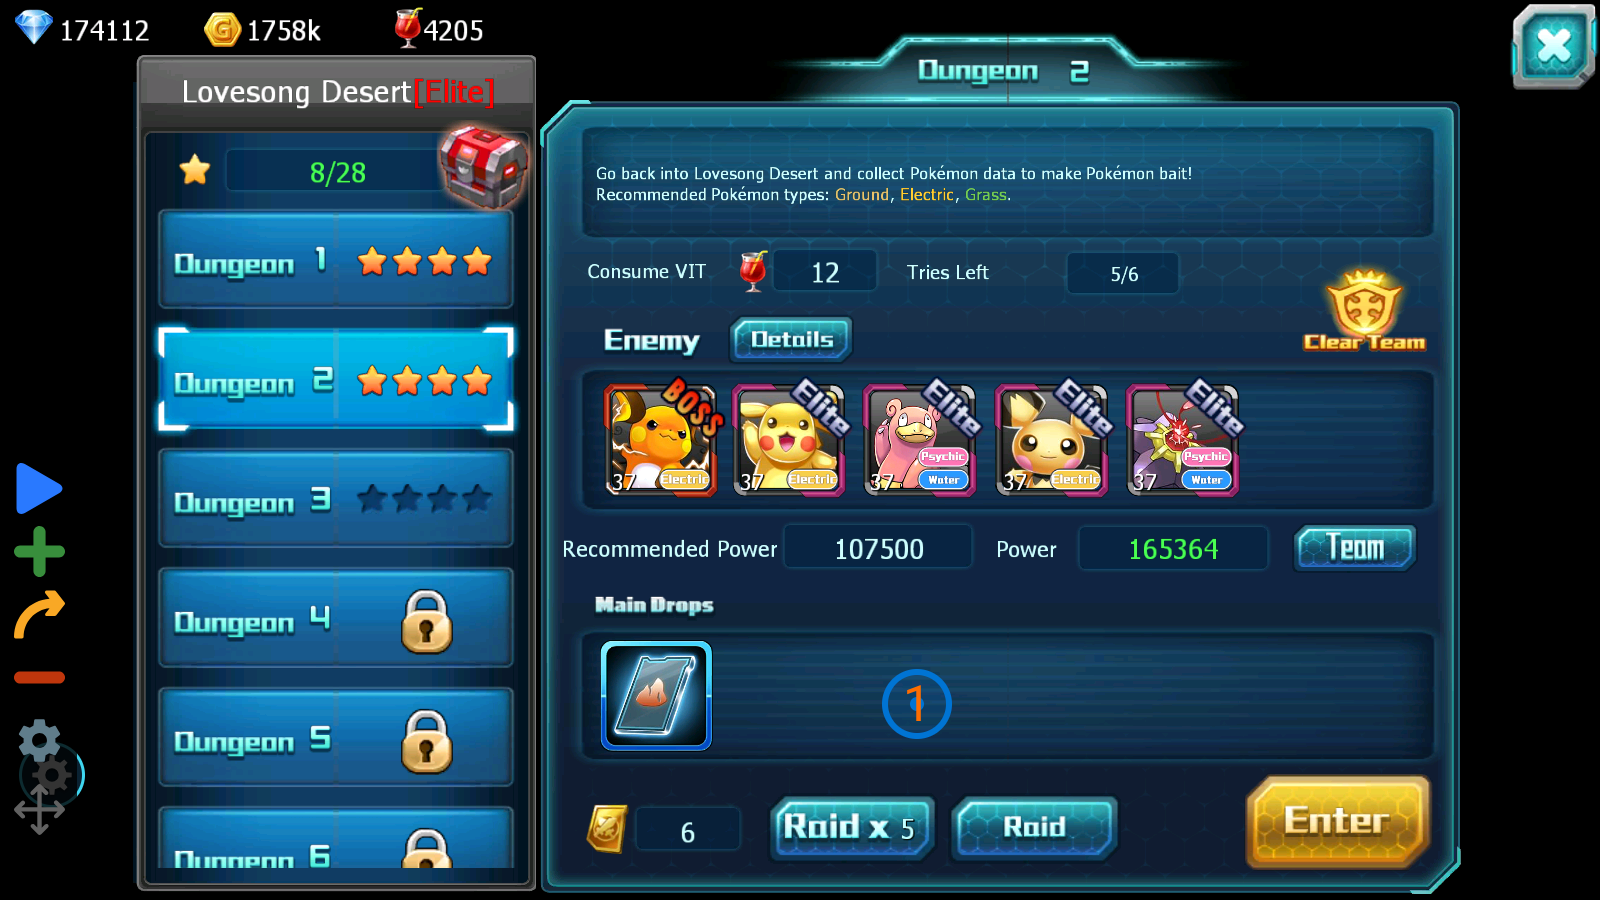 174112
1758k
4205
Lovesong Desert[Elite]
8/28
Dungeon 1
Dungeon 2
Dungeon 3
Dungeon 4
Dungeon 5
Dungeon 6
Dungeon 2
Go back into Lovesong Desert and collect Pokémon data to make Pokémon bait!
Recommended Pokémon types: Ground, Electric, Grass.
Consume VIT 12 Tries Left 5/6
Clear Team
Enemy Details
BOSS 37 Electric
Elite 37 Electric
Elite 37 Psychic Water
Elite 37 Electric
Elite 37 Psychic Water
Recommended Power 107500 Power 165364 Team
Main Drops
1
6 Raid x 5 Raid Enter